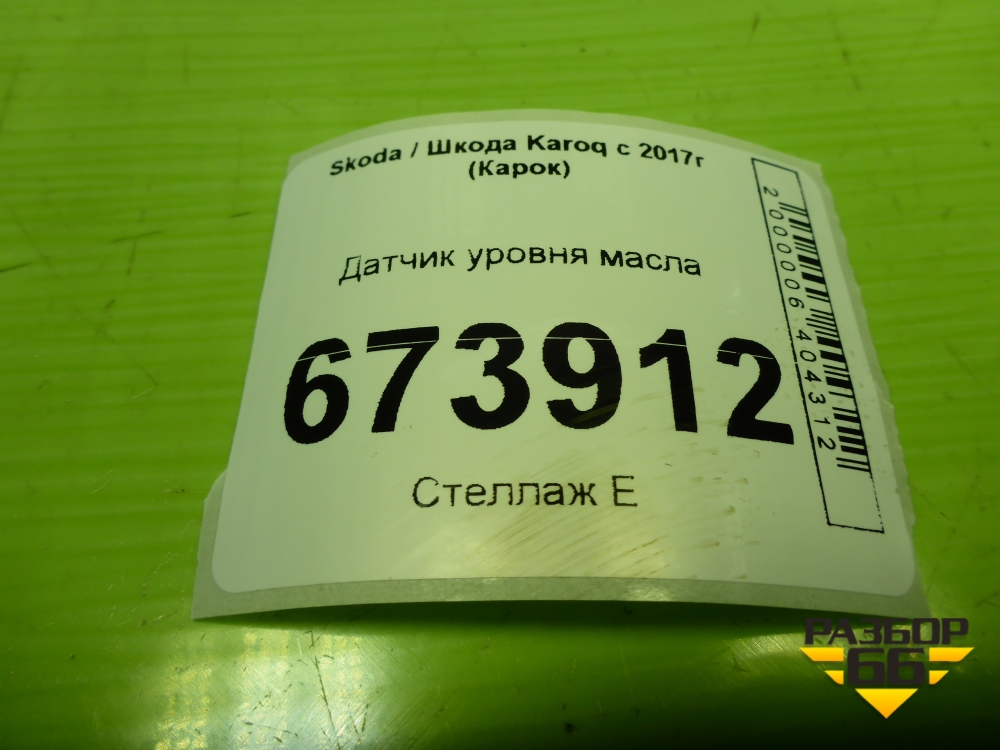 Skoda / Шкода Karoq с 2017г
(Карок)
Датчик уровня масла
673912
Стеллаж Е
2000006404312
РАЗБОР
66